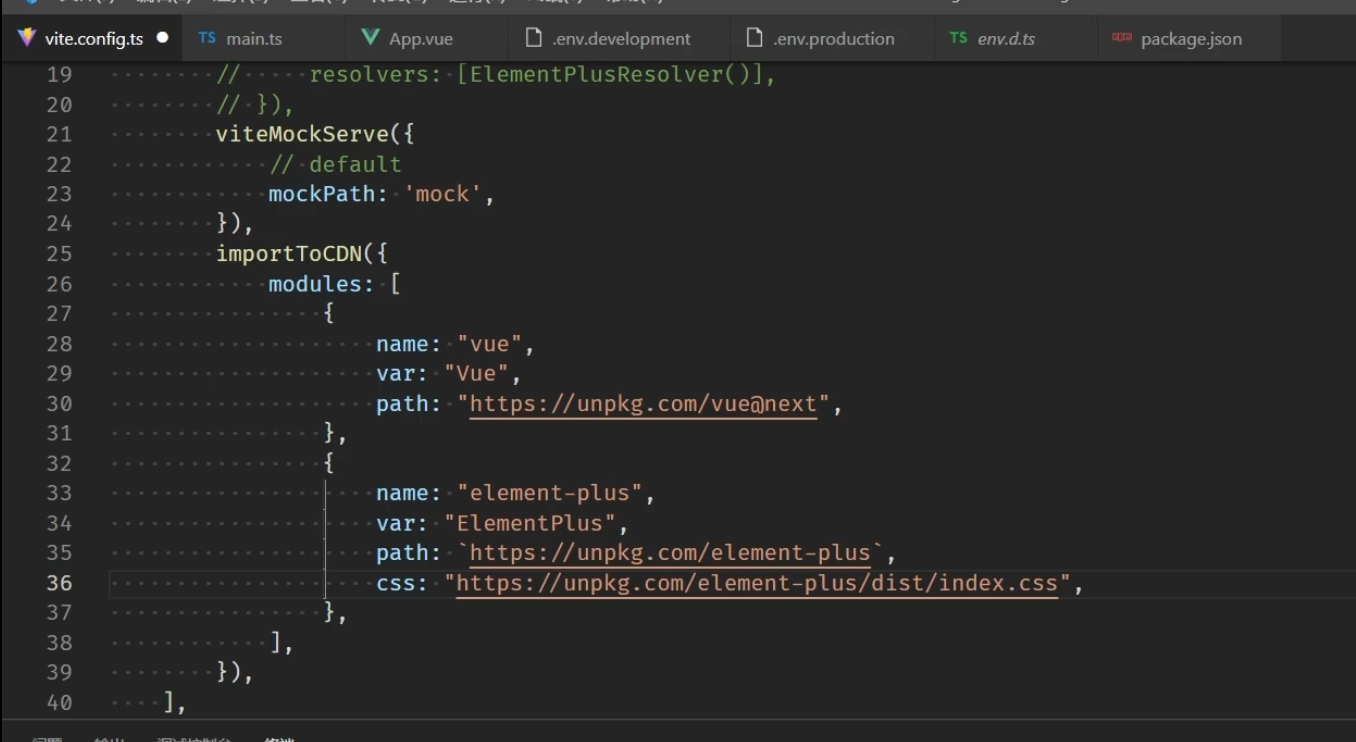 vite.config.ts
TS main.ts
App.vue
.env.development
.env.production
TS env.d.ts
package.json
19 // resolvers: [ElementPlusResolver()],
20 // }),
21 viteMockServe({
22 // default
23 mockPath: 'mock',
24 }),
25 importToCDN({
26 modules: [
27 {
28 name: "vue",
29 var: "Vue",
30 path: "https://unpkg.com/vue@next",
31 },
32 {
33 name: "element-plus",
34 var: "ElementPlus",
35 path: `https://unpkg.com/element-plus`,
36 css: "https://unpkg.com/element-plus/dist/index.css",
37 },
38 ],
39 }),
40 ],